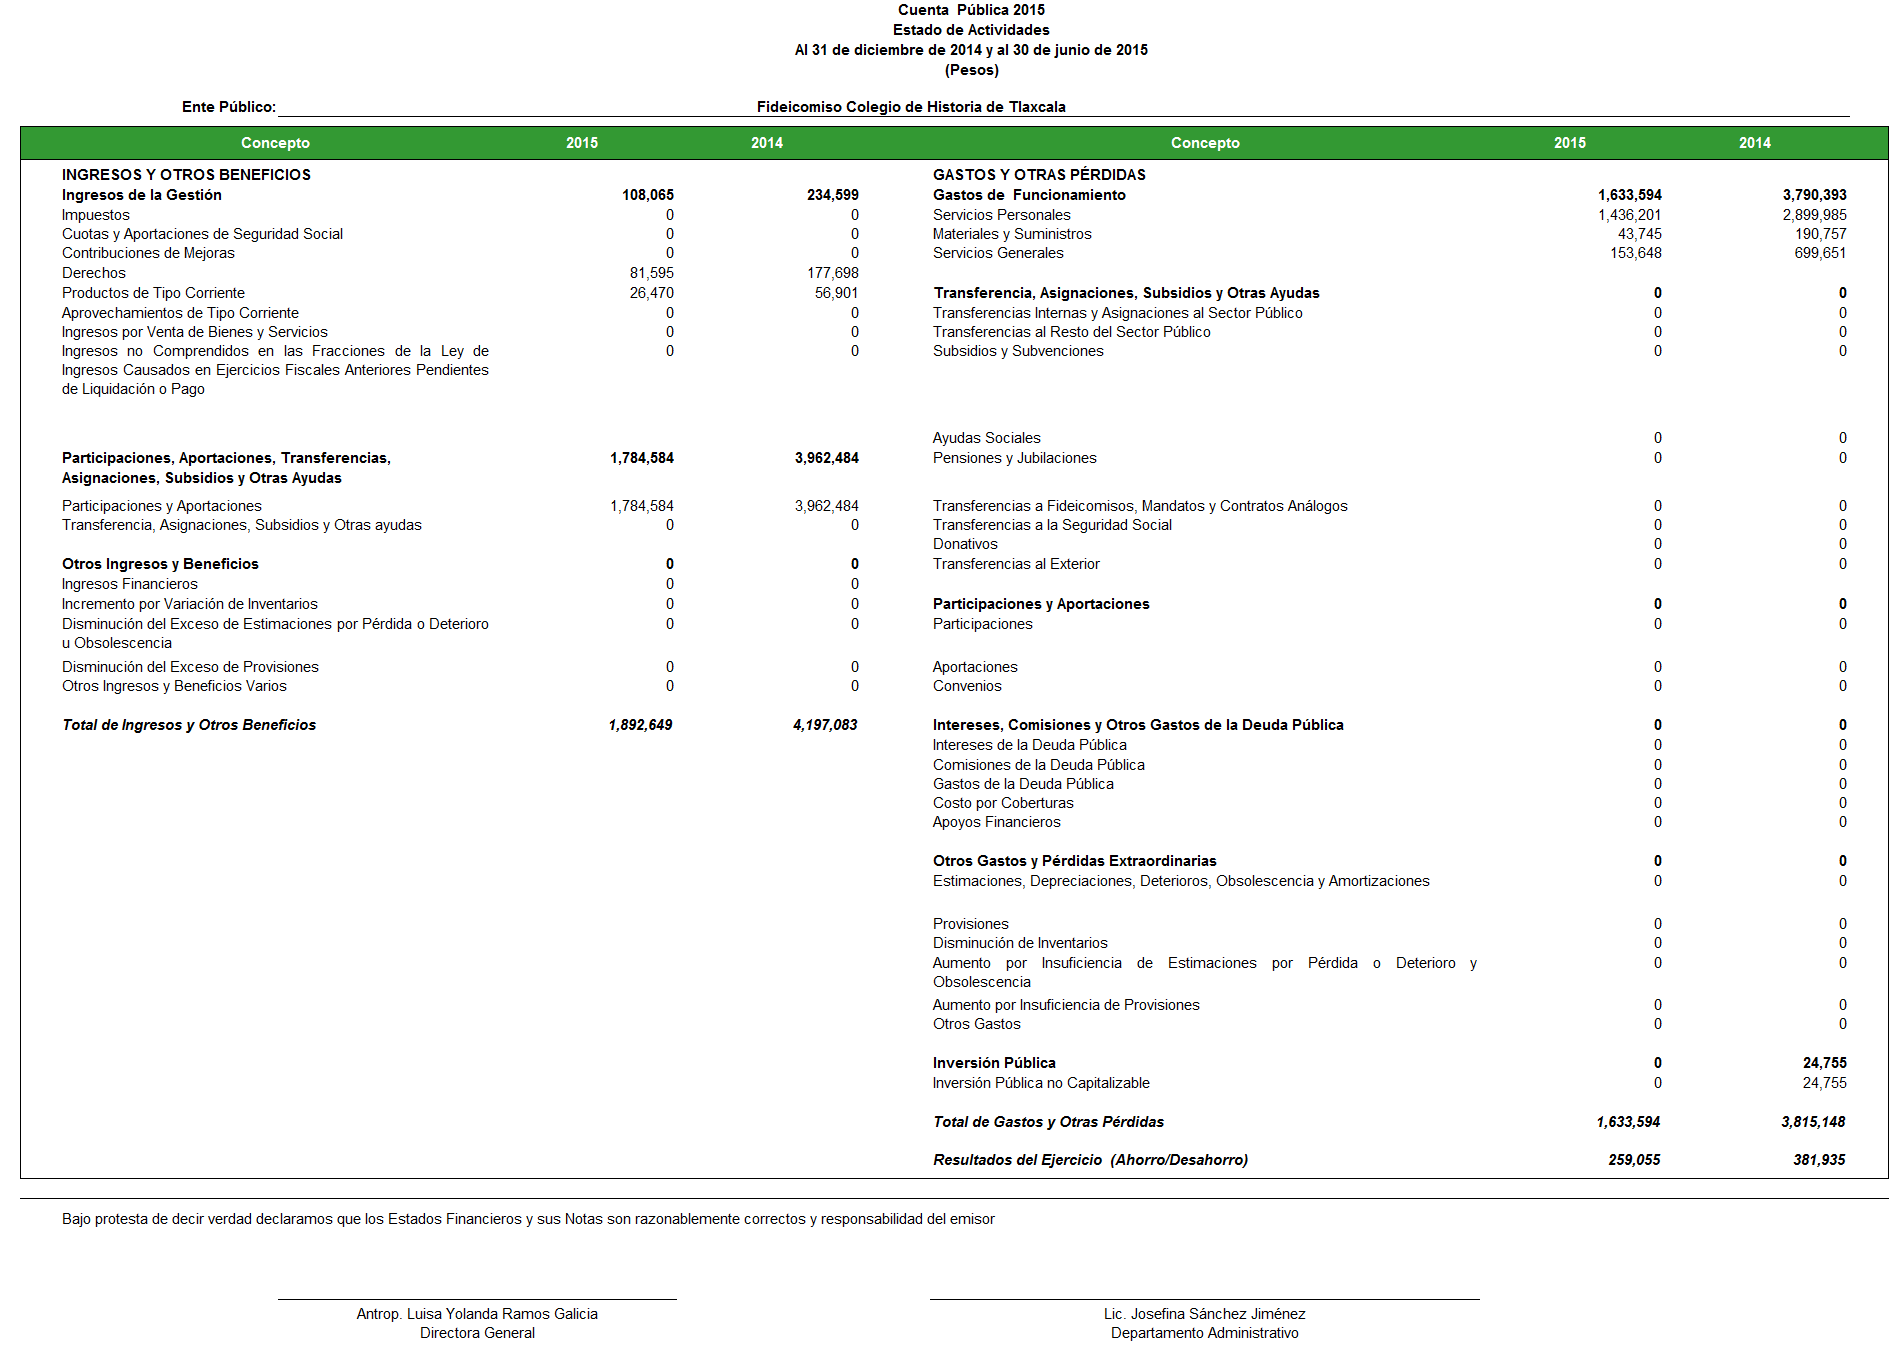 Cuenta  Pública 2015
Estado de Actividades
Al 31 de diciembre de 2014 y al 30 de junio de 2015
(Pesos)
Ente Público: Fideicomiso Colegio de Historia de Tlaxcala
Concepto 2015 2014 Concepto 2015 2014
INGRESOS Y OTROS BENEFICIOS
Ingresos de la Gestión 108,065 234,599
Impuestos 0 0
Cuotas y Aportaciones de Seguridad Social 0 0
Contribuciones de Mejoras 0 0
Derechos 81,595 177,698
Productos de Tipo Corriente 26,470 56,901
Aprovechamientos de Tipo Corriente 0 0
Ingresos por Venta de Bienes y Servicios 0 0
Ingresos no Comprendidos en las Fracciones de la Ley de 0 0
Ingresos Causados en Ejercicios Fiscales Anteriores Pendientes
de Liquidación o Pago
Participaciones, Aportaciones, Transferencias, 1,784,584 3,962,484
Asignaciones, Subsidios y Otras Ayudas
Participaciones y Aportaciones 1,784,584 3,962,484
Transferencia, Asignaciones, Subsidios y Otras ayudas 0 0
Otros Ingresos y Beneficios 0 0
Ingresos Financieros 0 0
Incremento por Variación de Inventarios 0 0
Disminución del Exceso de Estimaciones por Pérdida o Deterioro 0 0
u Obsolescencia
Disminución del Exceso de Provisiones 0 0
Otros Ingresos y Beneficios Varios 0 0
Total de Ingresos y Otros Beneficios 1,892,649 4,197,083
GASTOS Y OTRAS PÉRDIDAS
Gastos de  Funcionamiento 1,633,594 3,790,393
Servicios Personales 1,436,201 2,899,985
Materiales y Suministros 43,745 190,757
Servicios Generales 153,648 699,651
Transferencia, Asignaciones, Subsidios y Otras Ayudas 0 0
Transferencias Internas y Asignaciones al Sector Público 0 0
Transferencias al Resto del Sector Público 0 0
Subsidios y Subvenciones 0 0
Ayudas Sociales 0 0
Pensiones y Jubilaciones 0 0
Transferencias a Fideicomisos, Mandatos y Contratos Análogos 0 0
Transferencias a la Seguridad Social 0 0
Donativos 0 0
Transferencias al Exterior 0 0
Participaciones y Aportaciones 0 0
Participaciones 0 0
Aportaciones 0 0
Convenios 0 0
Intereses, Comisiones y Otros Gastos de la Deuda Pública 0 0
Intereses de la Deuda Pública 0 0
Comisiones de la Deuda Pública 0 0
Gastos de la Deuda Pública 0 0
Costo por Coberturas 0 0
Apoyos Financieros 0 0
Otros Gastos y Pérdidas Extraordinarias 0 0
Estimaciones, Depreciaciones, Deterioros, Obsolescencia y Amortizaciones 0 0
Provisiones 0 0
Disminución de Inventarios 0 0
Aumento por Insuficiencia de Estimaciones por Pérdida o Deterioro y 0 0
Obsolescencia
Aumento por Insuficiencia de Provisiones 0 0
Otros Gastos 0 0
Inversión Pública 0 24,755
Inversión Pública no Capitalizable 0 24,755
Total de Gastos y Otras Pérdidas 1,633,594 3,815,148
Resultados del Ejercicio  (Ahorro/Desahorro) 259,055 381,935
Bajo protesta de decir verdad declaramos que los Estados Financieros y sus Notas son razonablemente correctos y responsabilidad del emisor
Antrop. Luisa Yolanda Ramos Galicia
Directora General
Lic. Josefina Sánchez Jiménez
Departamento Administrativo